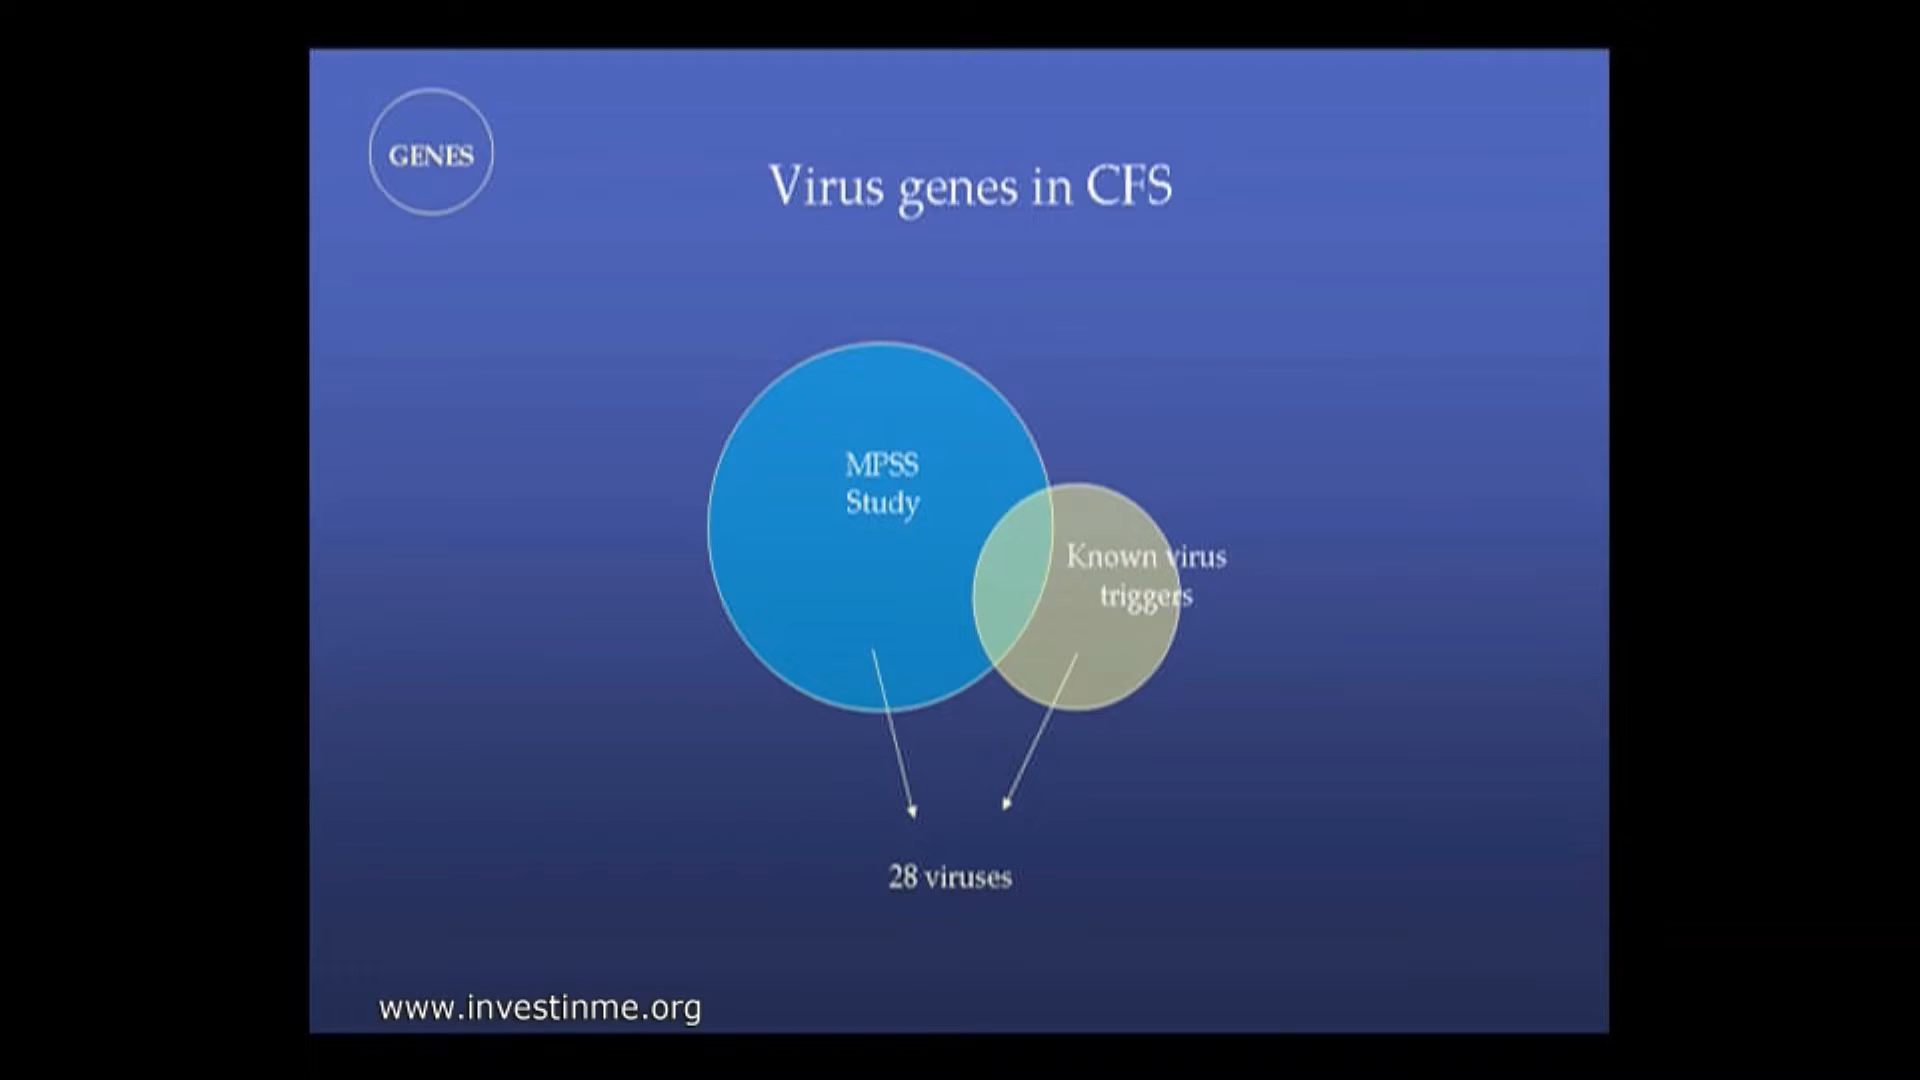 GENES
Virus genes in CFS
MPSS
Study
Known virus
triggers
28 viruses
www.investinme.org